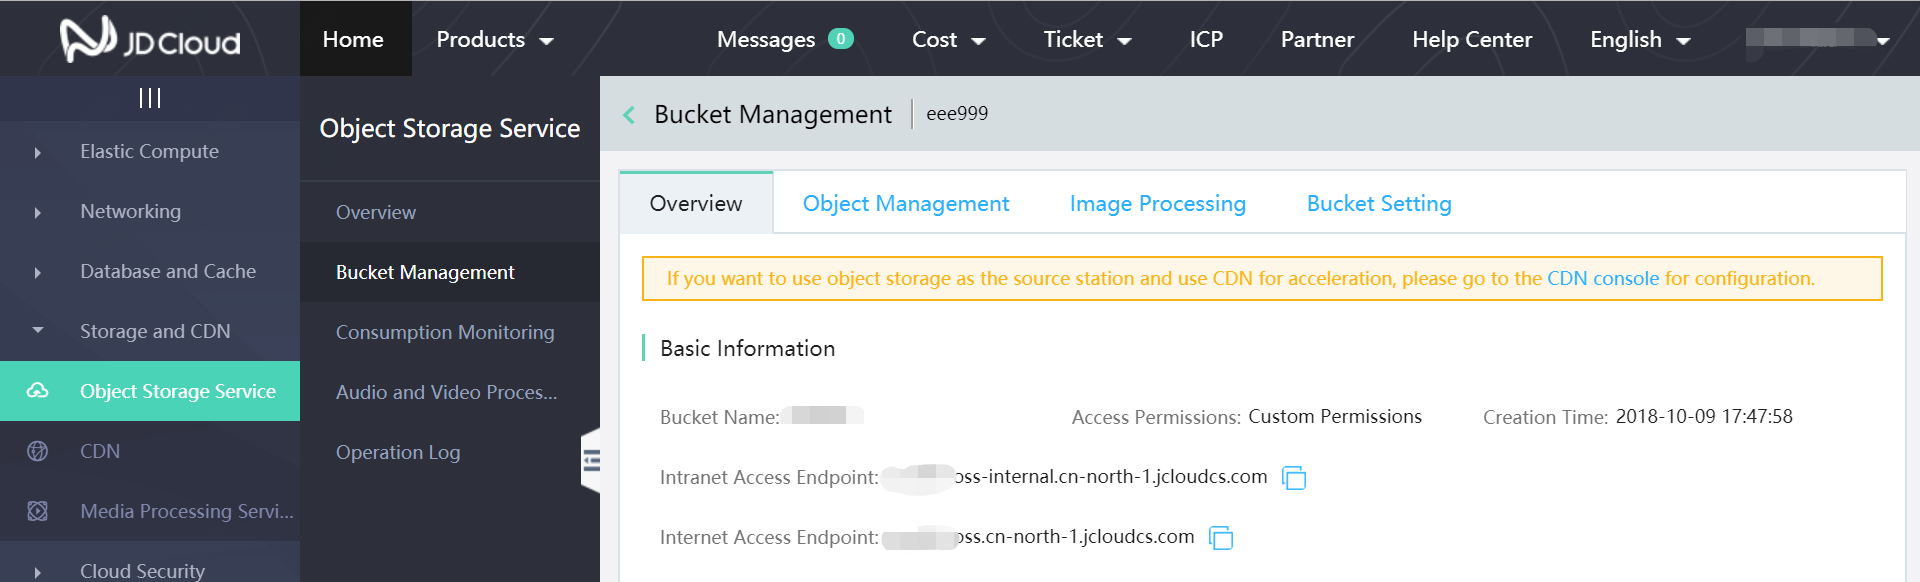 JD Cloud
Home Products Messages 0 Cost Ticket ICP Partner Help Center English
Elastic Compute
Networking
Database and Cache
Storage and CDN
Object Storage Service
CDN
Media Processing Servi...
Cloud Security
Object Storage Service
Overview
Bucket Management
Consumption Monitoring
Audio and Video Proces...
Operation Log
Bucket Management eee999
Overview Object Management Image Processing Bucket Setting
If you want to use object storage as the source station and use CDN for acceleration, please go to the CDN console for configuration.
Basic Information
Bucket Name: Access Permissions: Custom Permissions Creation Time: 2018-10-09 17:47:58
Intranet Access Endpoint: oss-internal.cn-north-1.jcloudcs.com
Internet Access Endpoint: oss.cn-north-1.jcloudcs.com